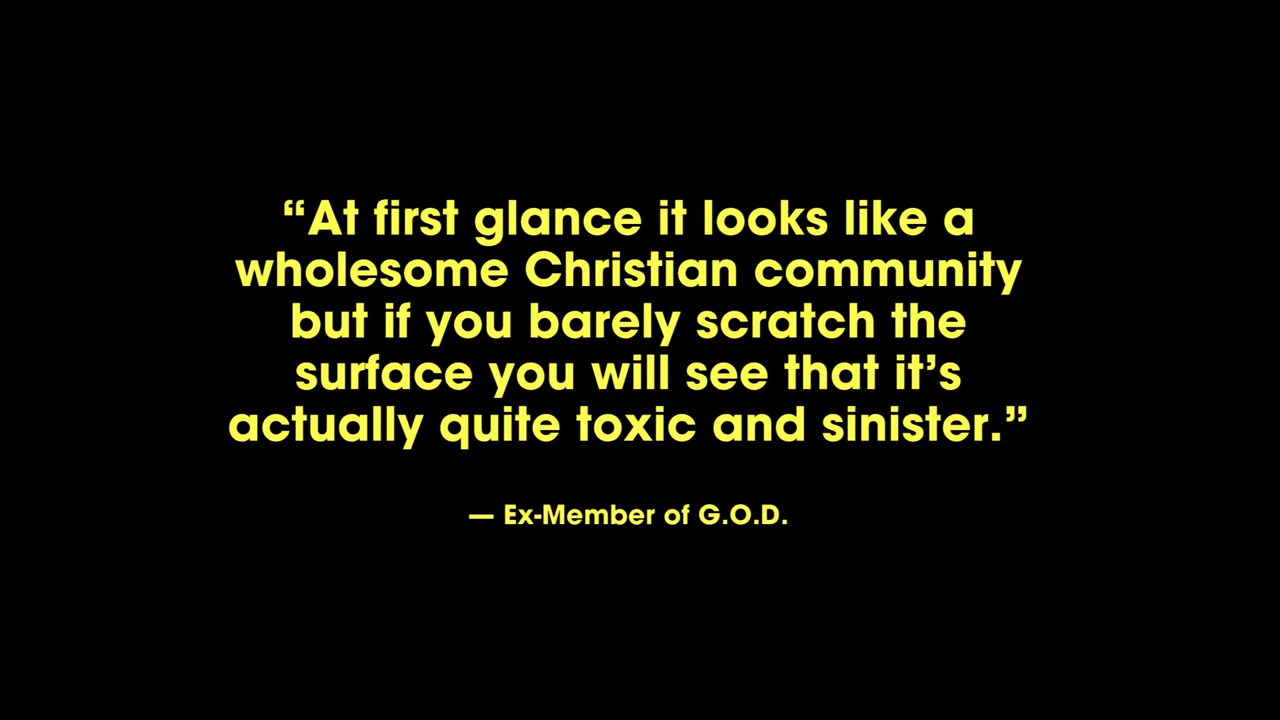 “At first glance it looks like a
wholesome Christian community
but if you barely scratch the
surface you will see that it’s
actually quite toxic and sinister.”
— Ex-Member of G.O.D.